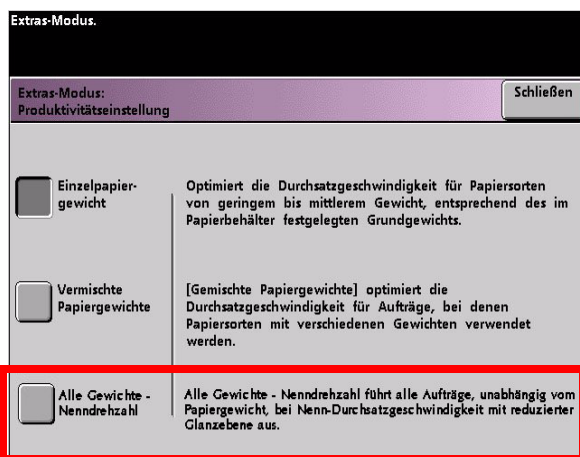 Extras-Modus.
Extras-Modus:
Produktivitätseinstellung
Schließen
Einzelpapier-
gewicht
Optimiert die Durchsatzgeschwindigkeit für Papiersorten
von geringem bis mittlerem Gewicht, entsprechend des im
Papierbehälter festgelegten Grundgewichts.
Vermischte
Papiergewichte
[Gemischte Papiergewichte] optimiert die
Durchsatzgeschwindigkeit für Aufträge, bei denen
Papiersorten mit verschiedenen Gewichten verwendet
werden.
Alle Gewichte -
Nenndrehzahl
Alle Gewichte - Nenndrehzahl führt alle Aufträge, unabhängig vom
Papiergewicht, bei Nenn-Durchsatzgeschwindigkeit mit reduzierter
Glanzebene aus.